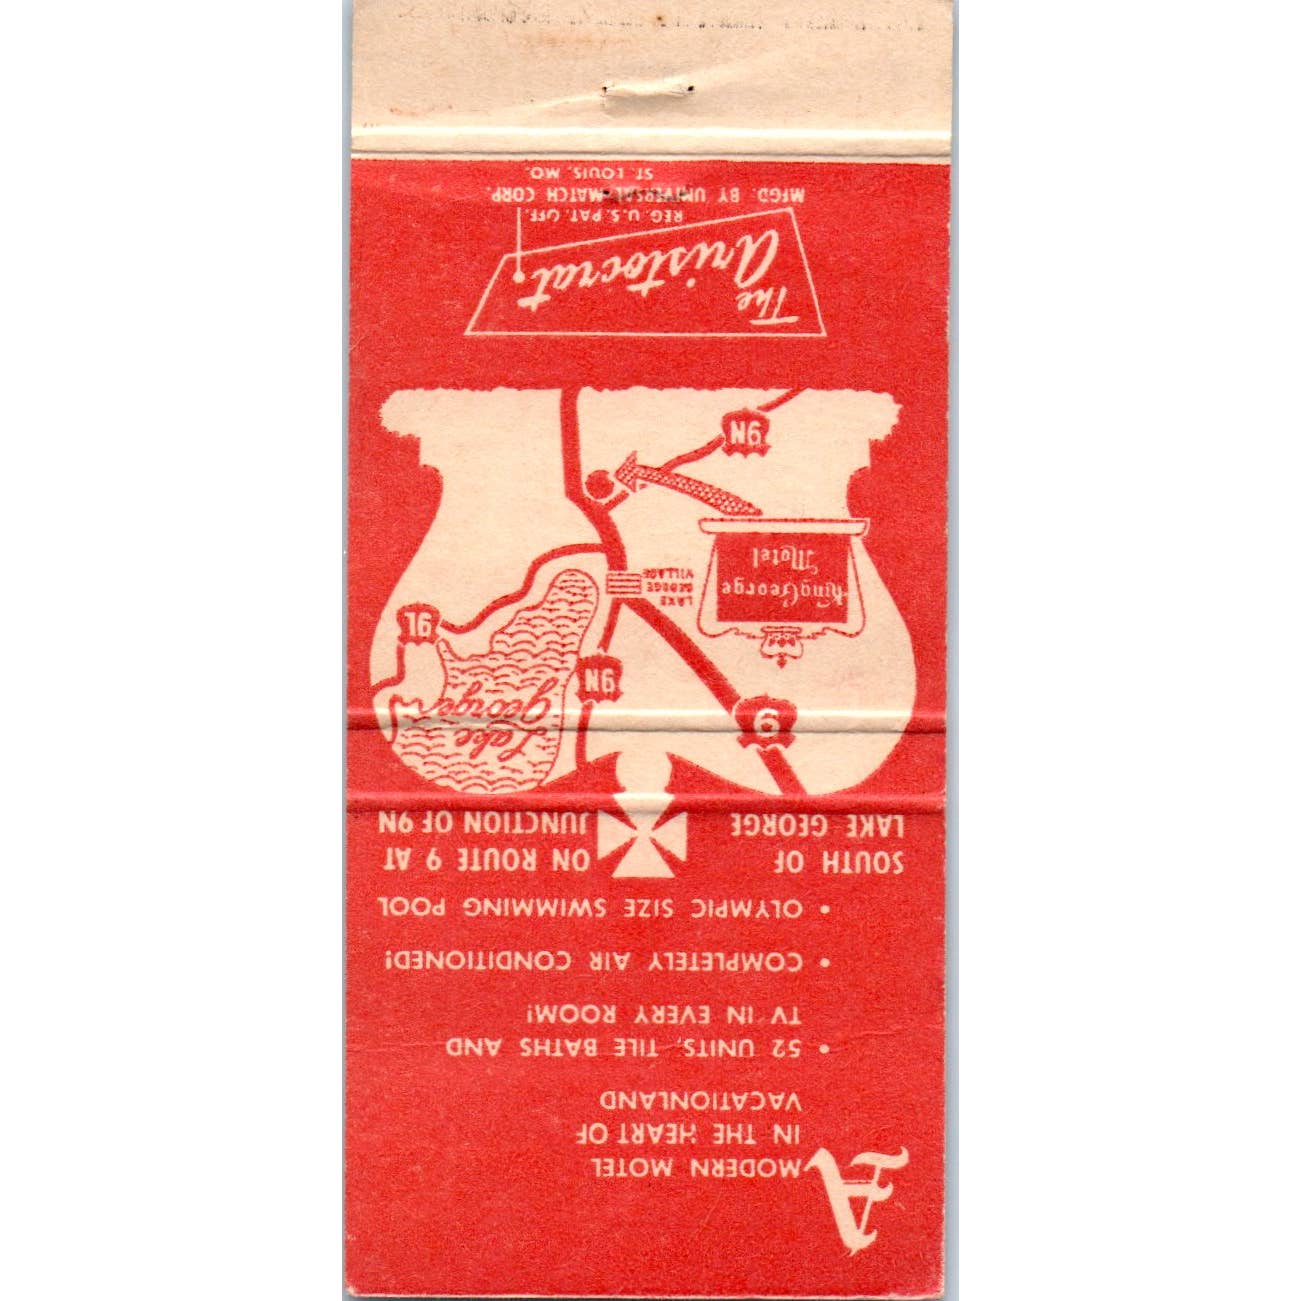 A MODERN MOTEL
IN THE HEART OF
VACATIONLAND
• 52 UNITS, TILE BATHS AND
TV IN EVERY ROOM!
• COMPLETELY AIR CONDITIONED!
• OLYMPIC SIZE SWIMMING POOL
SOUTH OF
LAKE GEORGE
ON ROUTE 9 AT
JUNCTION OF 9N
9
9N
Lake
George
9L
King George
Motel
LAKE
GEORGE
VILLAGE
9N
The
Aristocrat
REG. U.S. PAT. OFF.
MFGD. BY UNIVERSAL MATCH CORP.
ST. LOUIS, MO.